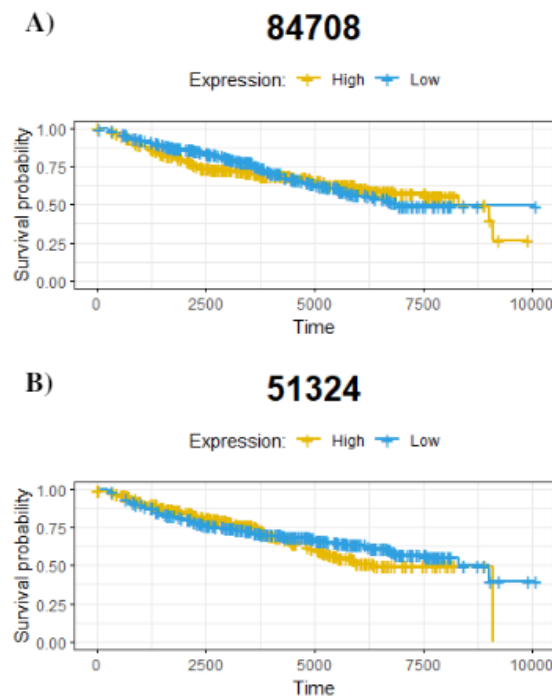 A)
84708
Expression: High Low
Survival probability
1.00
0.75
0.50
0.25
0.00
0 2500 5000 7500 10000
Time
B)
51324
Expression: High Low
Survival probability
1.00
0.75
0.50
0.25
0.00
0 2500 5000 7500 10000
Time